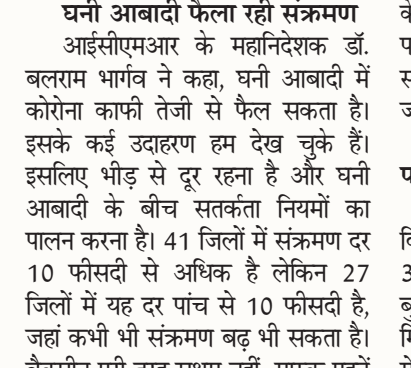 घनी आबादी फैला रही संक्रमण
आईसीएमआर के महानिदेशक डॉ.
बलराम भार्गव ने कहा, घनी आबादी में
कोरोना काफी तेजी से फैल सकता है।
इसके कई उदाहरण हम देख चुके हैं।
इसलिए भीड़ से दूर रहना है और घनी
आबादी के बीच सतर्कता नियमों का
पालन करना है। 41 जिलों में संक्रमण दर
10 फीसदी से अधिक है लेकिन 27
जिलों में यह दर पांच से 10 फीसदी है,
जहां कभी भी संक्रमण बढ़ भी सकता है।